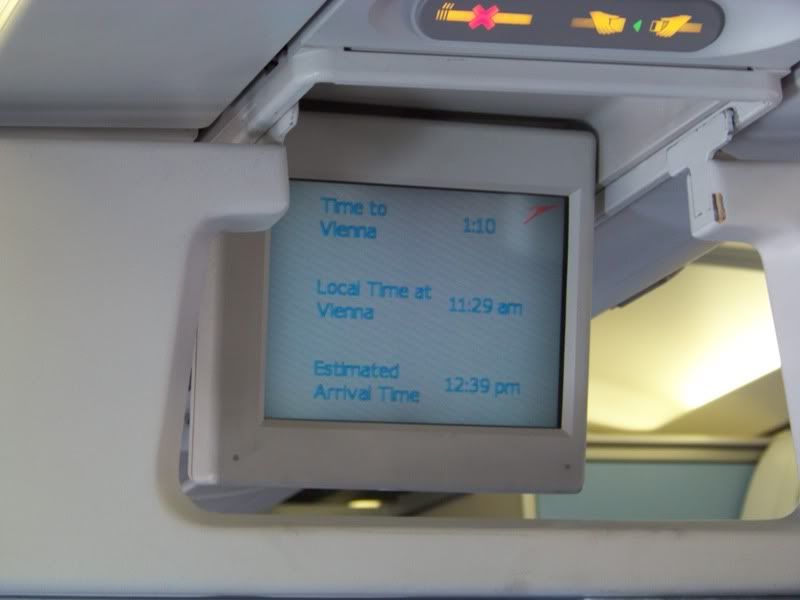 Time to
Vienna 1:10
Local Time at
Vienna 11:29 am
Estimated
Arrival Time 12:39 pm